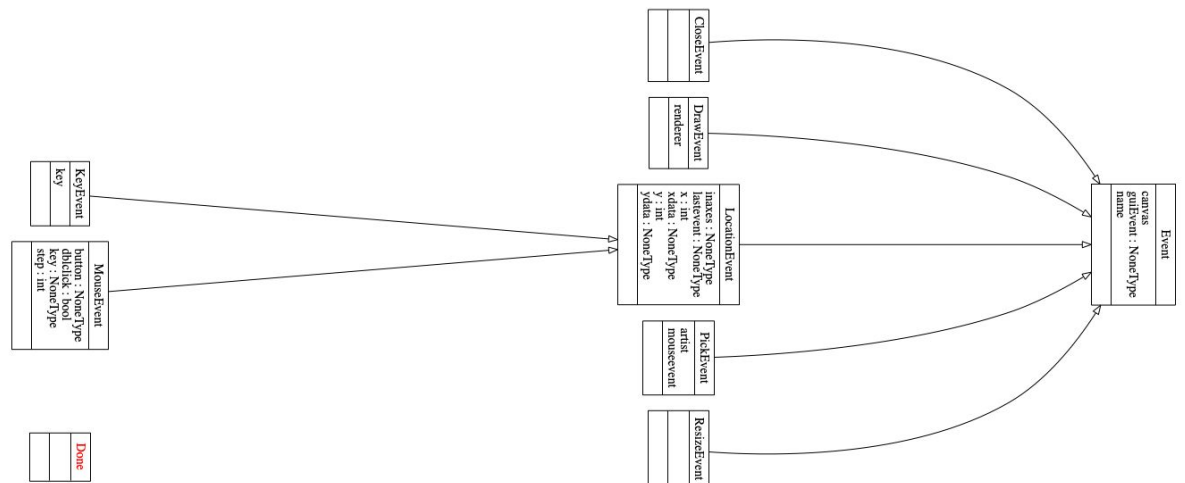 Event
canvas
guiEvent : NoneType
name
CloseEvent
DrawEvent
renderer
LocationEvent
inaxes : NoneType
lastevent : NoneType
x : int
xdata : NoneType
y : int
ydata : NoneType
PickEvent
artist
mouseevent
ResizeEvent
KeyEvent
key
MouseEvent
button : NoneType
dblclick : bool
key : NoneType
step : int
Done